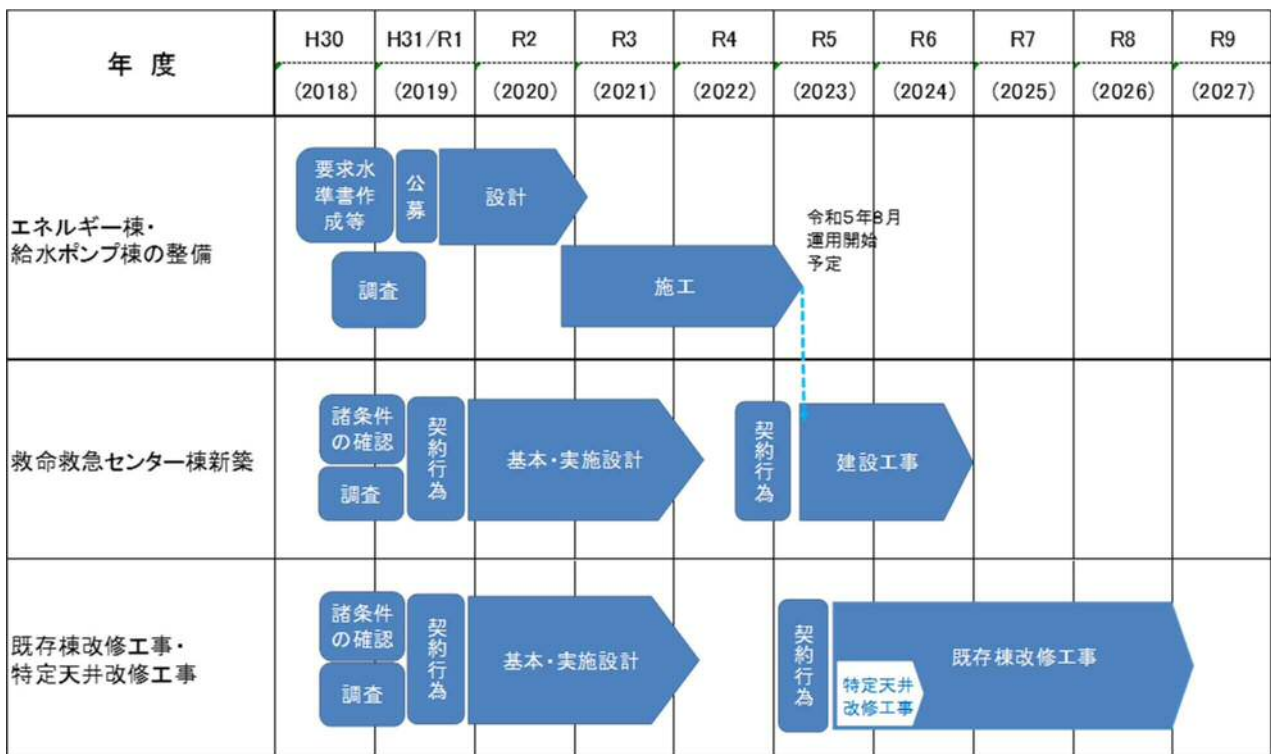 年 度
H30
H31/R1
R2
R3
R4
R5
R6
R7
R8
R9
(2018)
(2019)
(2020)
(2021)
(2022)
(2023)
(2024)
(2025)
(2026)
(2027)
エネルギー棟・
給水ポンプ棟の整備
要求水
準書作
成等
公
募
設計
調査
施工
令和5年8月
運用開始
予定
救命救急センター棟新築
諸条件
の確認
調査
契
約
行
為
基本・実施設計
契
約
行
為
建設工事
既存棟改修工事・
特定天井改修工事
諸条件
の確認
調査
契
約
行
為
基本・実施設計
契
約
行
為
既存棟改修工事
特定天井
改修工事